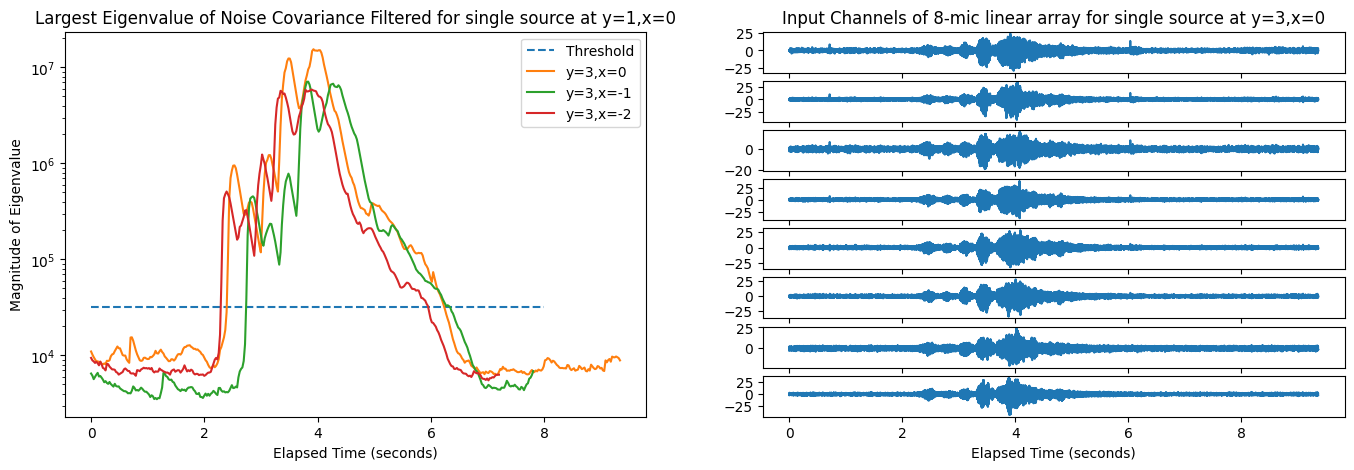 Largest Eigenvalue of Noise Covariance Filtered for single source at y=1,x=0
Magnitude of Eigenvalue
10^7
10^6
10^5
10^4
Threshold
y=3,x=0
y=3,x=-1
y=3,x=-2
0 2 4 6 8
Elapsed Time (seconds)
Input Channels of 8-mic linear array for single source at y=3,x=0
25
0
−25
0
−25
0
−20
25
0
−25
25
0
−25
25
0
−25
25
0
25
0
−25
0 2 4 6 8
Elapsed Time (seconds)